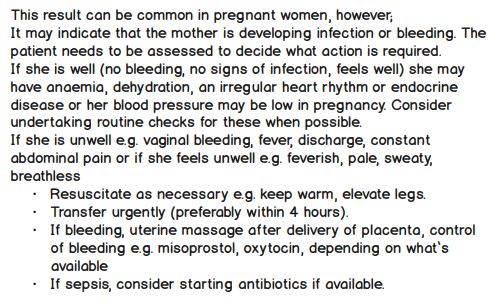 This result can be common in pregnant women, however;
It may indicate that the mother is developing infection or bleeding. The
patient needs to be assessed to decide what action is required.
If she is well (no bleeding, no signs of infection, feels well) she may
have anaemia, dehydration, an irregular heart rhythm or endocrine
disease or her blood pressure may be low in pregnancy. Consider
undertaking routine checks for these when possible.
If she is unwell e.g. vaginal bleeding, fever, discharge, constant
abdominal pain or if she feels unwell e.g. feverish, pale, sweaty,
breathless
· Resuscitate as necessary e.g. keep warm, elevate legs.
· Transfer urgently (preferably within 4 hours).
· If bleeding, uterine massage after delivery of placenta, control
of bleeding e.g. misoprostol, oxytocin, depending on what's
available
· If sepsis, consider starting antibiotics if available.